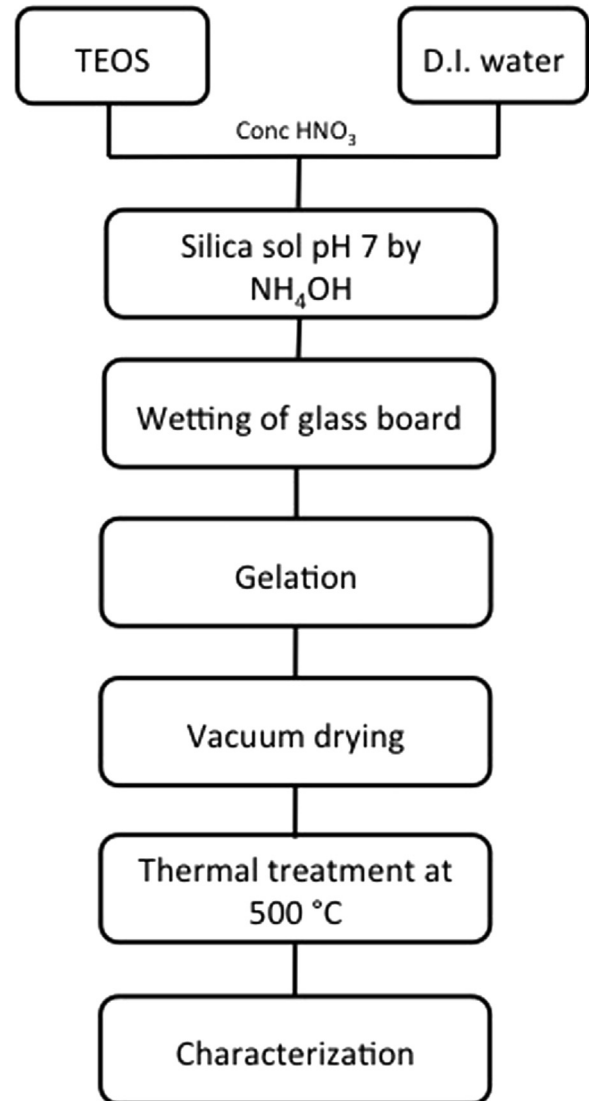 TEOS
D.I. water
Conc HNO₃
Silica sol pH 7 by
NH₄OH
Wetting of glass board
Gelation
Vacuum drying
Thermal treatment at
500 °C
Characterization